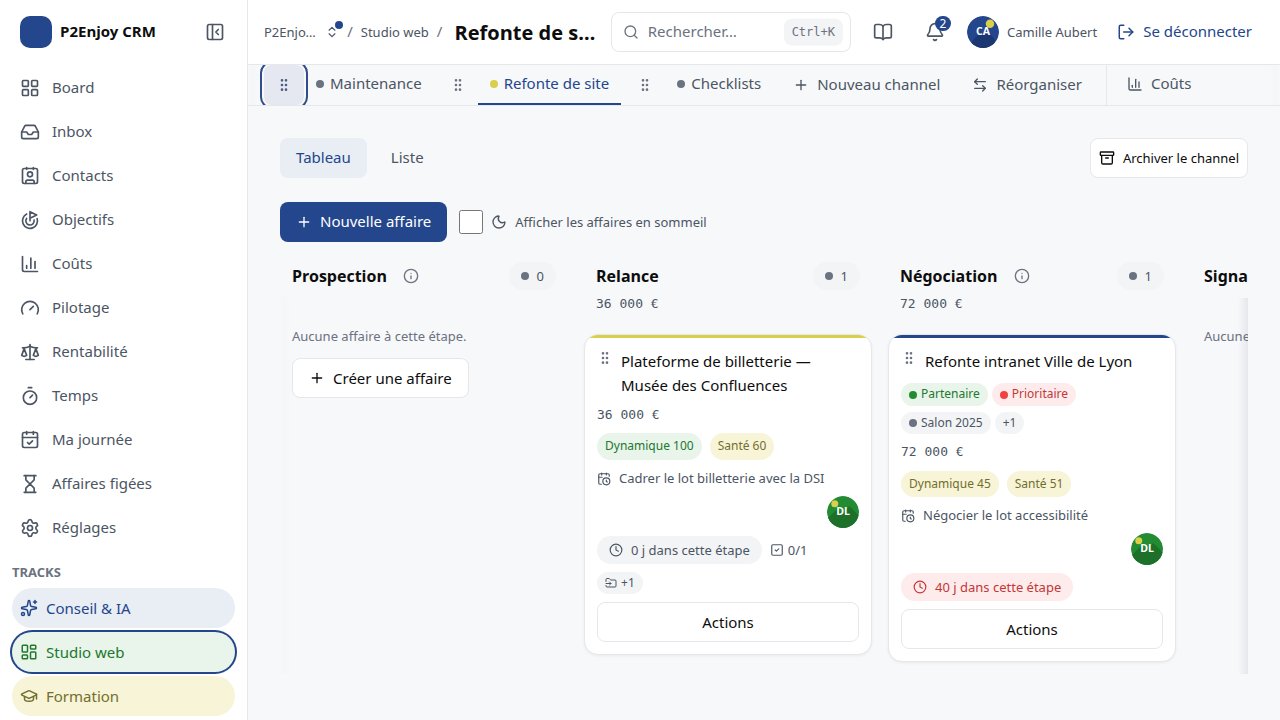 P2Enjoy CRM
Board
Inbox
Contacts
Objectifs
Coûts
Pilotage
Rentabilité
Temps
Ma journée
Affaires figées
Réglages
TRACKS
Conseil & IA
Studio web
Formation
P2Enjo... / Studio web / Refonte de s...
Rechercher... Ctrl+K
2
CA Camille Aubert
Se déconnecter
Maintenance
Refonte de site
Checklists
Nouveau channel
Réorganiser
Coûts
Tableau
Liste
Archiver le channel
Nouvelle affaire
Afficher les affaires en sommeil
Prospection 0
Aucune affaire à cette étape.
Créer une affaire
Relance 1
36 000 €
Plateforme de billetterie —
Musée des Confluences
36 000 €
Dynamique 100 Santé 60
Cadrer le lot billetterie avec la DSI
DL
0 j dans cette étape 0/1
+1
Actions
Négociation 1
72 000 €
Refonte intranet Ville de Lyon
Partenaire Prioritaire
Salon 2025 +1
72 000 €
Dynamique 45 Santé 51
Négocier le lot accessibilité
DL
40 j dans cette étape
Actions
Signa
Aucune